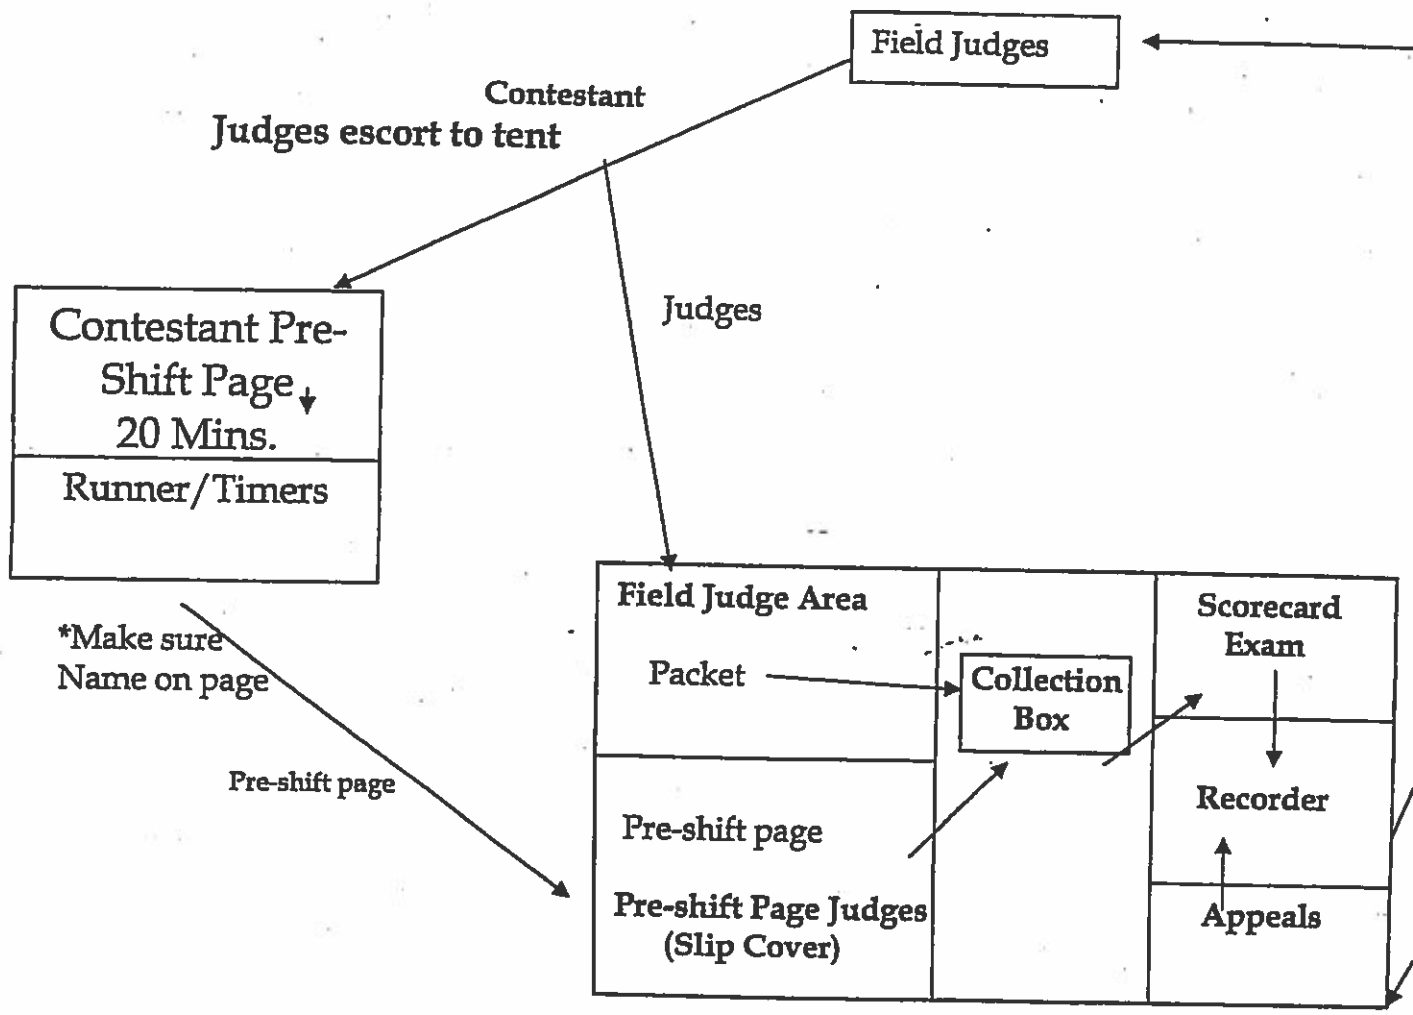 Field Judges
Contestant
Judges escort to tent
Judges
Contestant Pre-
Shift Page
20 Mins.
Runner/Timers
*Make sure
Name on page
Pre-shift page
Field Judge Area
Packet
Collection
Box
Scorecard
Exam
Recorder
Pre-shift page
Pre-shift Page Judges
(Slip Cover)
Appeals